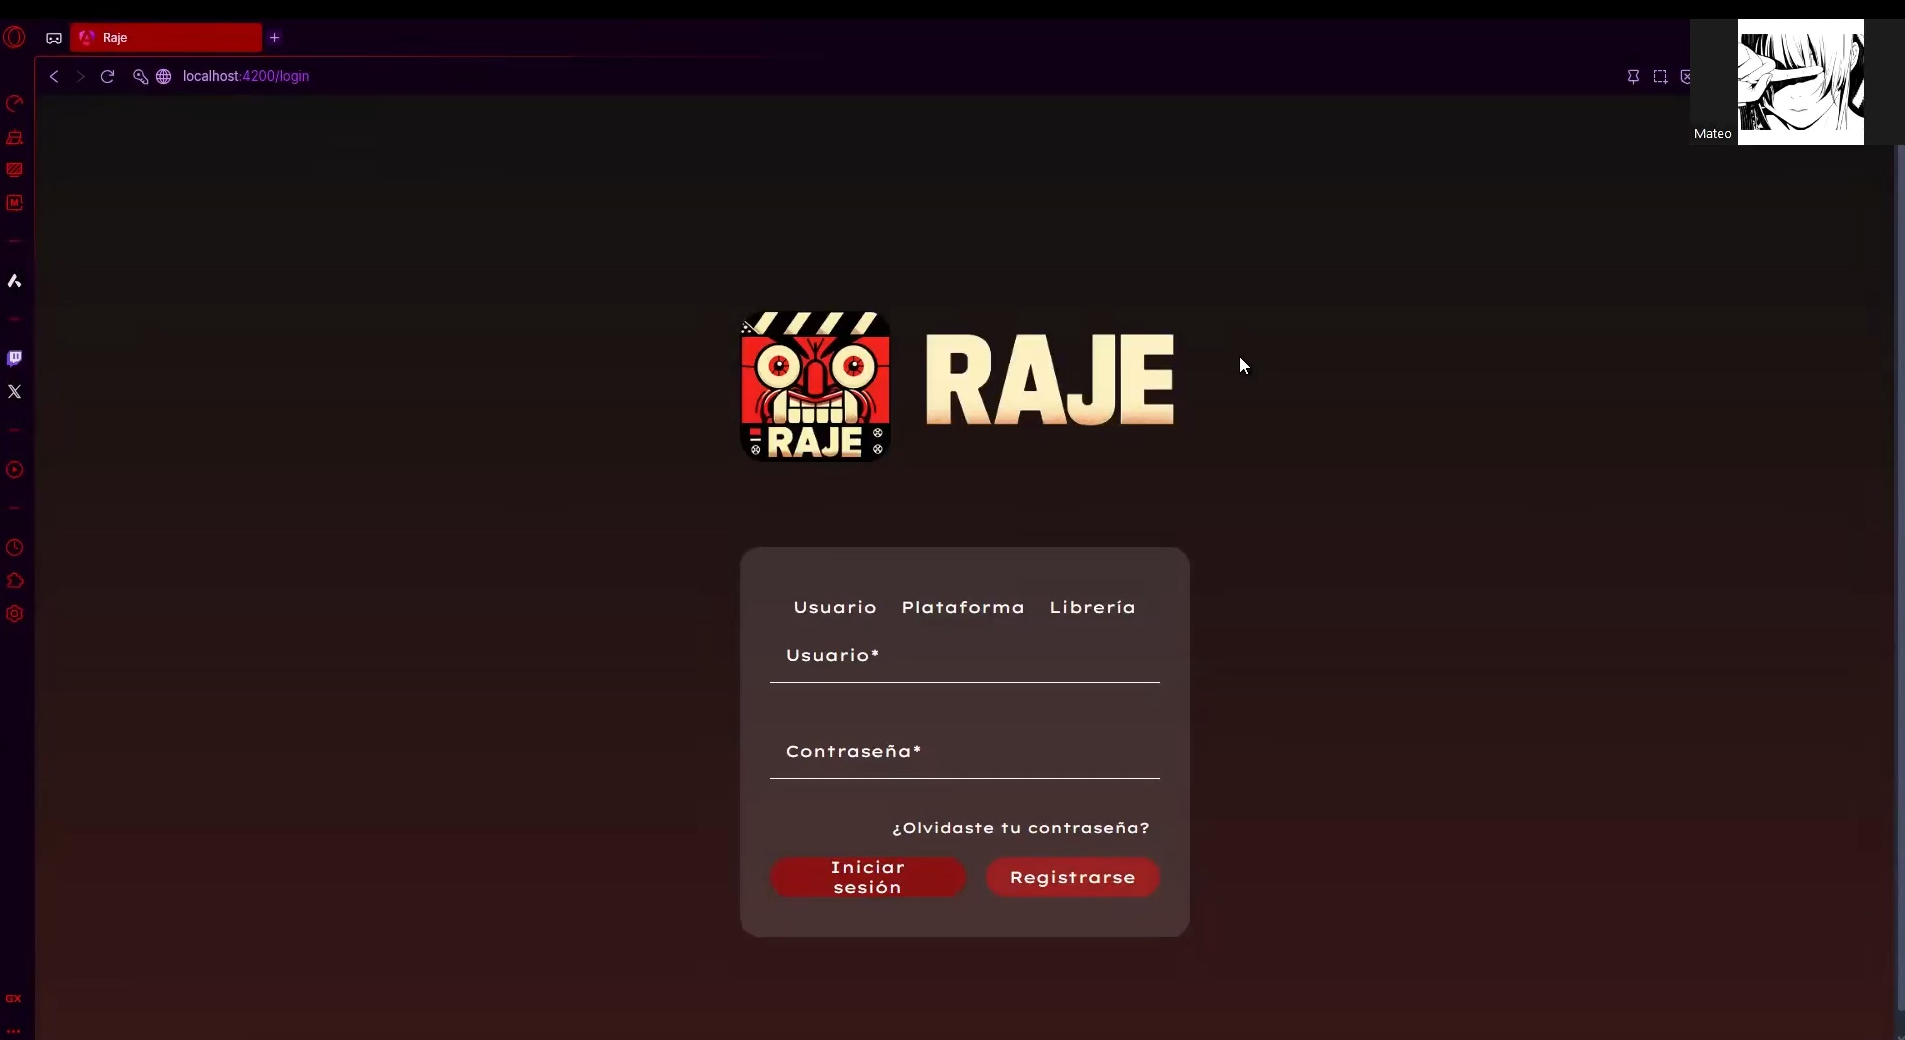 Raje
localhost:4200/login
Mateo
RAJE
RAJE
Usuario Plataforma Librería
Usuario*
Contraseña*
¿Olvidaste tu contraseña?
Iniciar
sesión
Registrarse
GX